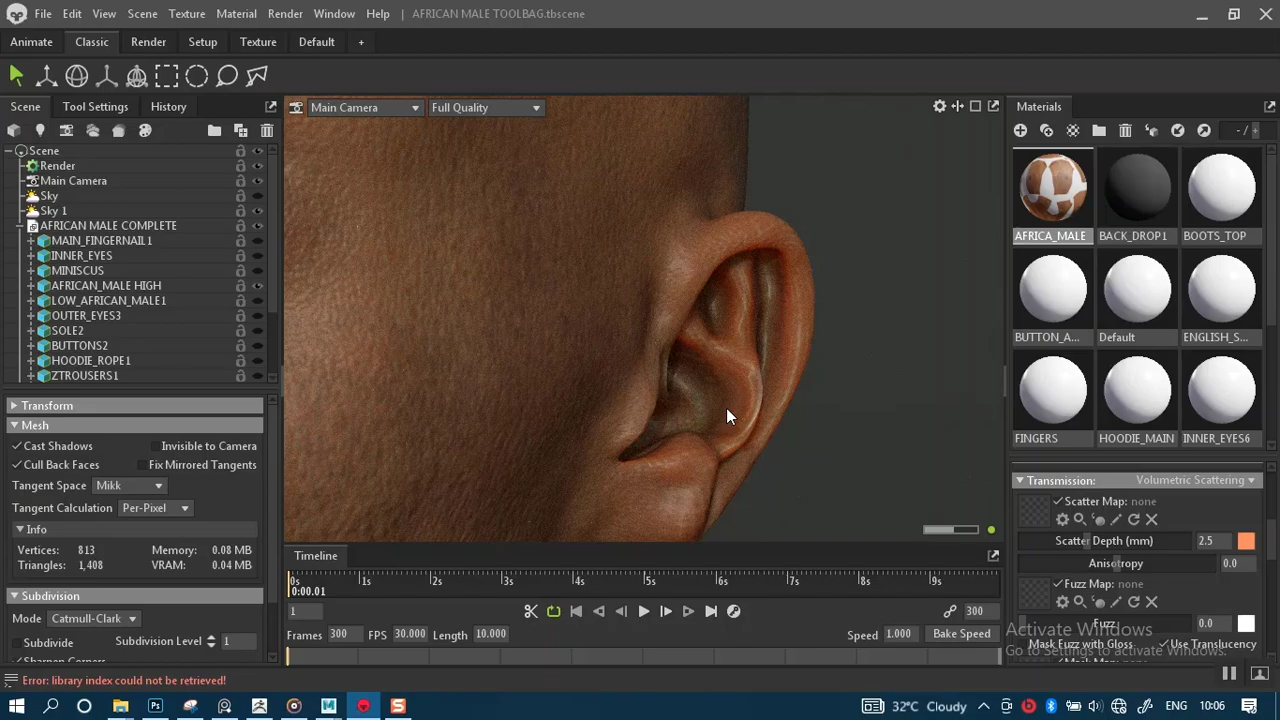 File Edit View Scene Texture Material Render Window Help AFRICAN MALE TOOLBAG.tbscene
Animate Classic Render Setup Texture Default +
Scene Tool Settings History
Main Camera Full Quality
Materials
- / +
Scene
Render
Main Camera
Sky
Sky 1
AFRICAN MALE COMPLETE
MAIN_FINGERNAIL1
INNER_EYES
MINISCUS
AFRICAN_MALE HIGH
LOW_AFRICAN_MALE1
OUTER_EYES3
SOLE2
BUTTONS2
HOODIE_ROPE1
ZTROUSERS1
AFRICA_MALE BACK_DROP1 BOOTS_TOP
BUTTON_A... Default ENGLISH_S...
FINGERS HOODIE_MAIN INNER_EYES6
Transform
Mesh
Cast Shadows Invisible to Camera
Cull Back Faces Fix Mirrored Tangents
Tangent Space Mikk
Tangent Calculation Per-Pixel
Info
Vertices: 813 Memory: 0.08 MB
Triangles: 1,408 VRAM: 0.04 MB
Subdivision
Mode Catmull-Clark
Subdivide Subdivision Level 1
Sharpen Corners
Transmission: Volumetric Scattering
Scatter Map: none
Scatter Depth (mm) 2.5
Anisotropy 0.0
Fuzz Map: none
Fuzz 0.0
Mask Fuzz with Gloss Use Translucency
Mask Map: none
Timeline
0s 1s 2s 3s 4s 5s 6s 7s 8s 9s
0:00.01
1 300
Frames 300 FPS 30.000 Length 10.000 Speed 1.000 Bake Speed
Activate Windows
Go to Settings to activate Windows.
Error: library index could not be retrieved!
32°C Cloudy ENG 10:06